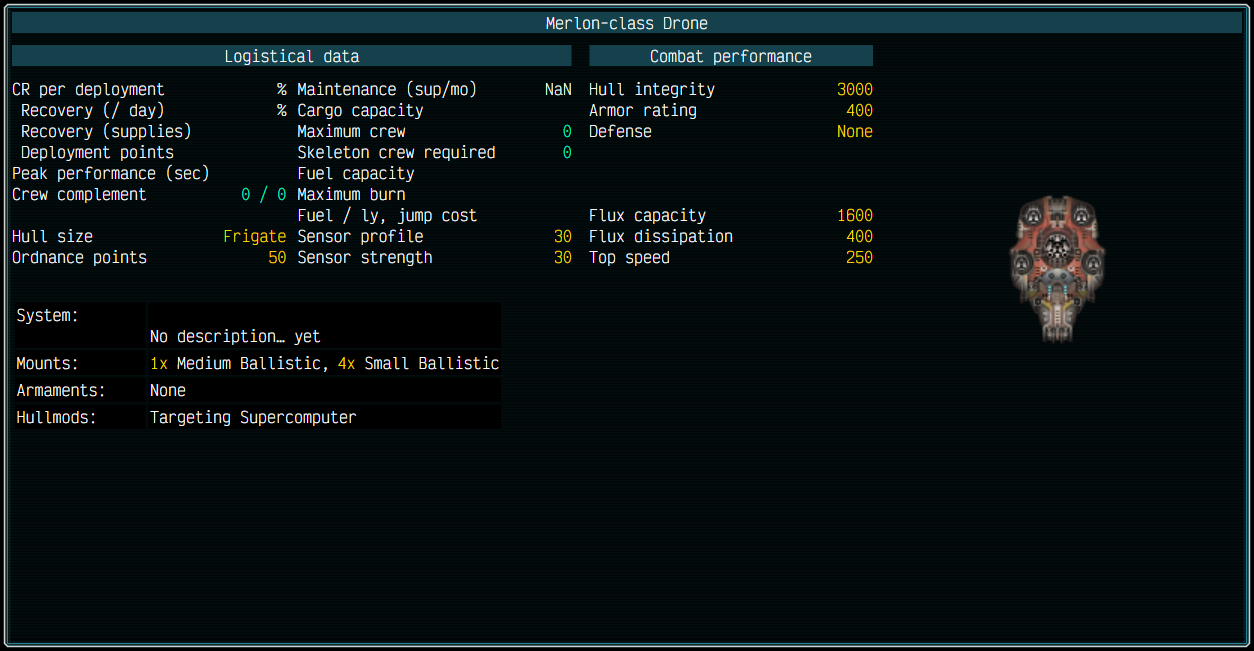 Merlon-class Drone
Logistical data
CR per deployment %
Recovery (/ day) %
Recovery (supplies)
Deployment points
Peak performance (sec)
Crew complement 0 / 0
Hull size Frigate
Ordnance points 50
Maintenance (sup/mo) NaN
Cargo capacity
Maximum crew 0
Skeleton crew required 0
Fuel capacity
Maximum burn
Fuel / ly, jump cost
Sensor profile 30
Sensor strength 30
Combat performance
Hull integrity 3000
Armor rating 400
Defense None
Flux capacity 1600
Flux dissipation 400
Top speed 250
System:
No description… yet
Mounts: 1x Medium Ballistic, 4x Small Ballistic
Armaments: None
Hullmods: Targeting Supercomputer